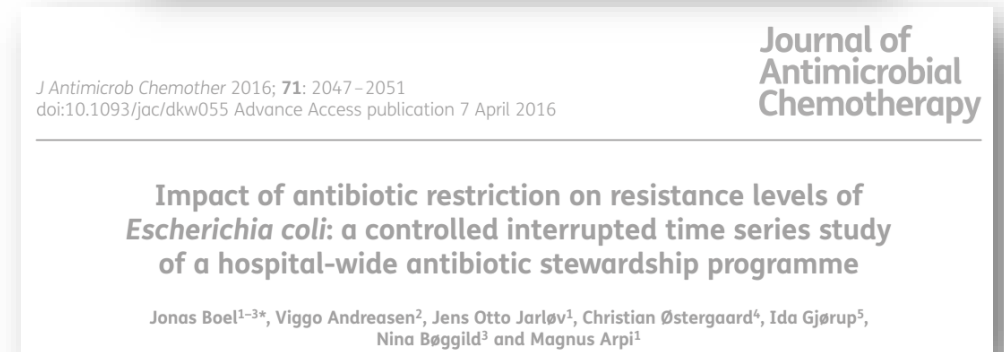 Journal of
Antimicrobial
Chemotherapy
J Antimicrob Chemother 2016; 71: 2047–2051
doi:10.1093/jac/dkw055 Advance Access publication 7 April 2016
Impact of antibiotic restriction on resistance levels of
Escherichia coli: a controlled interrupted time series study
of a hospital-wide antibiotic stewardship programme
Jonas Boel1–3*, Viggo Andreasen2, Jens Otto Jarløv1, Christian Østergaard4, Ida Gjørup5,
Nina Bøggild3 and Magnus Arpi1